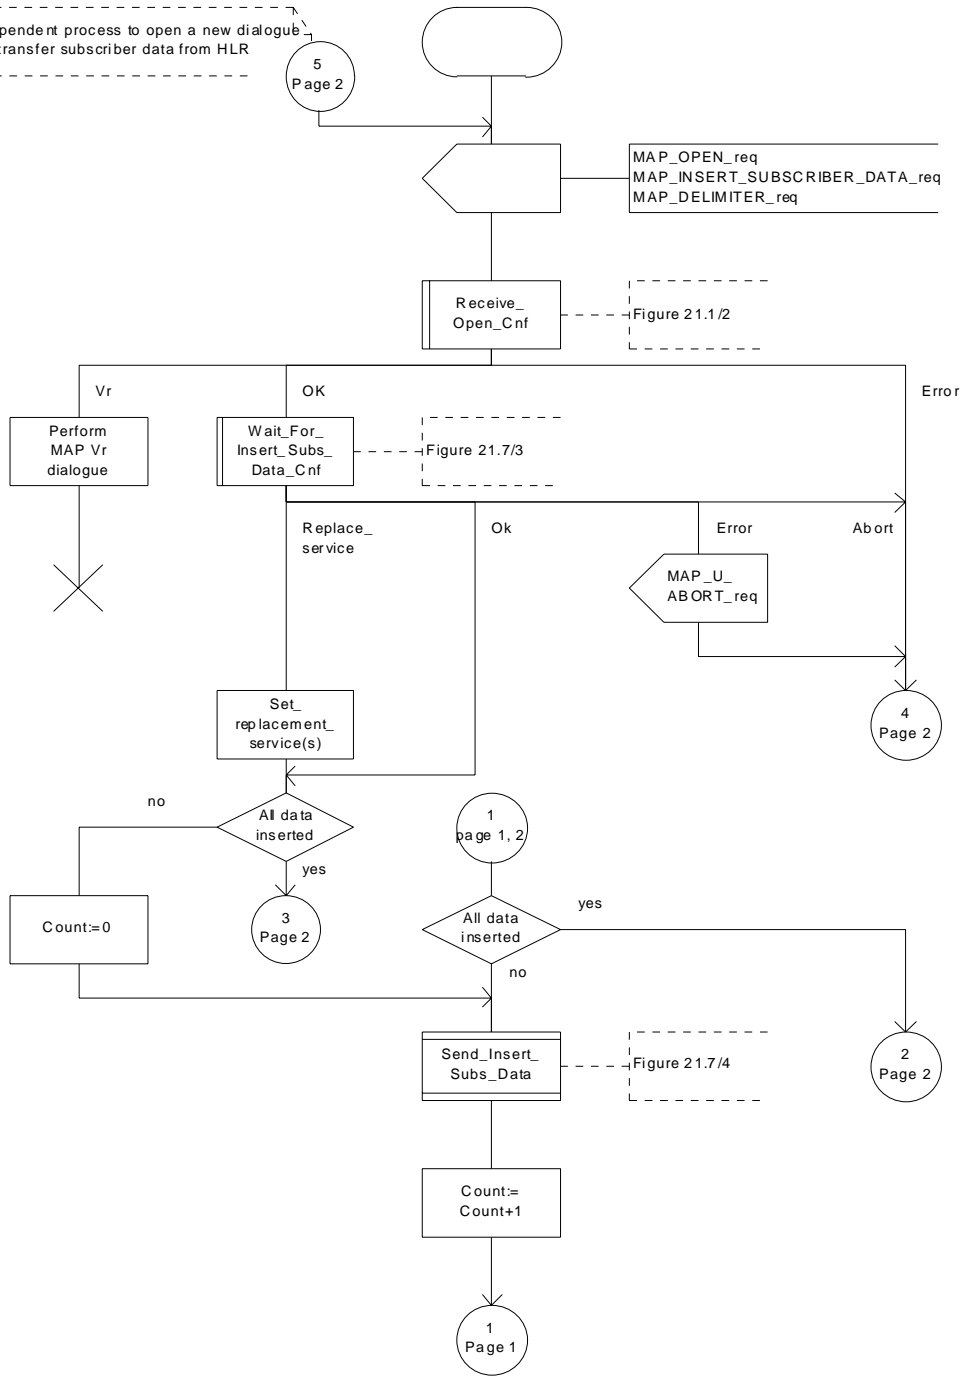 pendent process to open a new dialogue
transfer subscriber data from HLR
5
Page 2
MAP_OPEN_req
MAP_INSERT_SUBSCRIBER_DATA_req
MAP_DELIMITER_req
Receive_
Open_Cnf
Figure 21.1/2
Vr
OK
Error
Perform
MAP Vr
dialogue
Wait_For_
Insert_Subs_
Data_Cnf
Figure 21.7/3
Replace_
service
Ok
Error
Abort
MAP_U_
ABORT_req
Set_
replacement_
service(s)
4
Page 2
no
All data
inserted
yes
1
page 1, 2
Count:=0
3
Page 2
All data
inserted
yes
no
Send_Insert_
Subs_Data
Figure 21.7/4
2
Page 2
Count:=
Count+1
1
Page 1